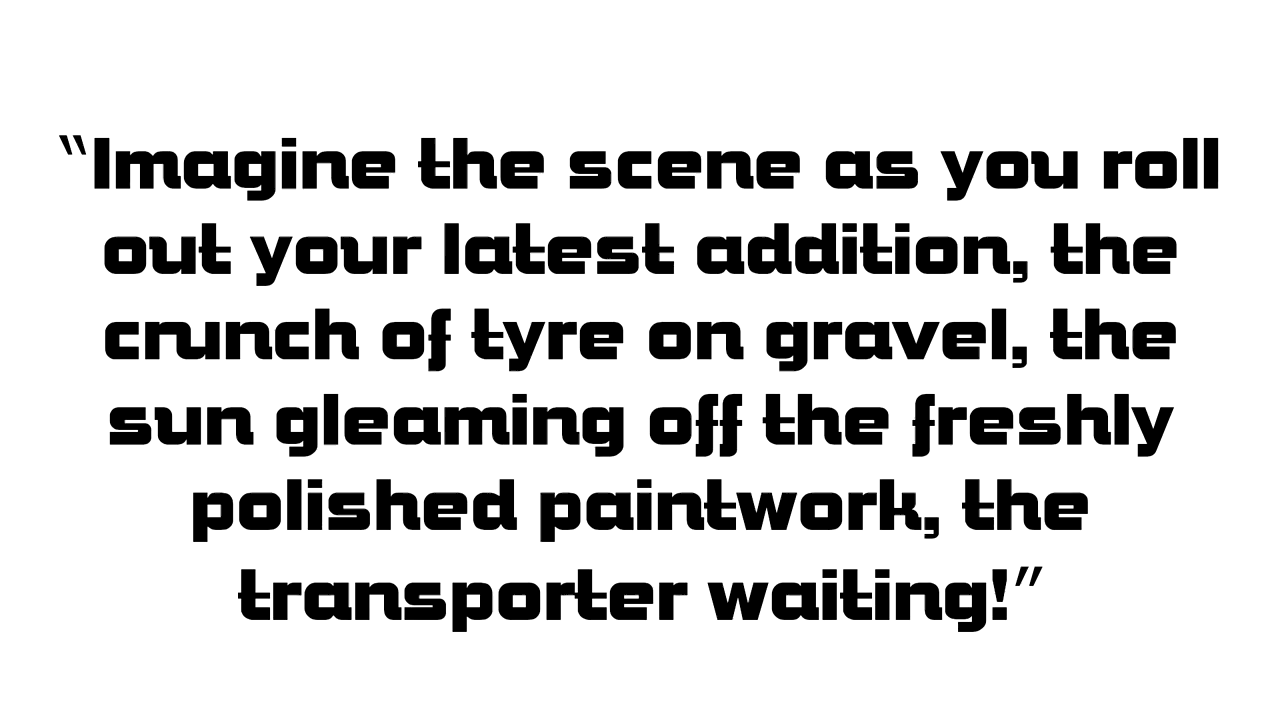 “Imagine the scene as you roll
out your latest addition, the
crunch of tyre on gravel, the
sun gleaming off the freshly
polished paintwork, the
transporter waiting!”